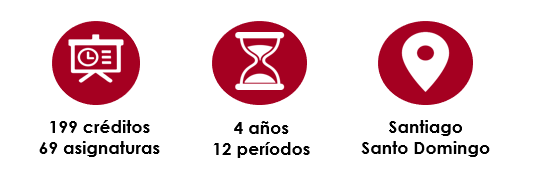 199 créditos
69 asignaturas
4 años
12 períodos
Santiago
Santo Domingo